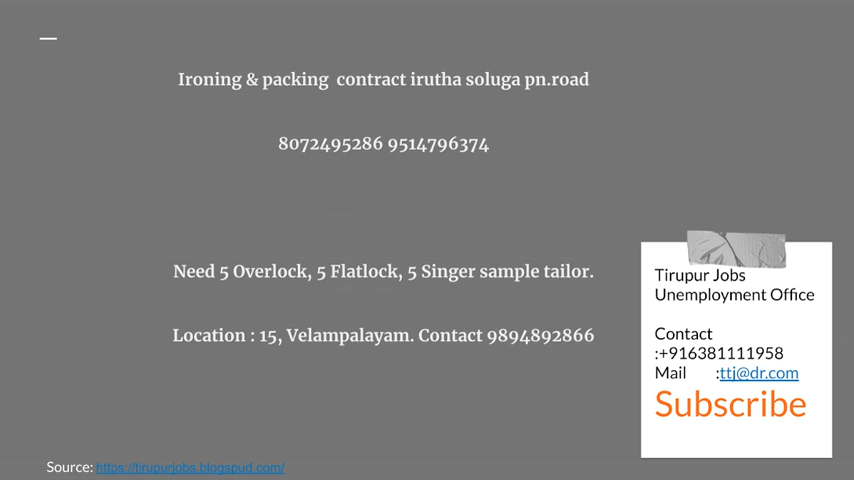 Ironing & packing contract irutha soluga pn.road
8072495286 9514796374
Need 5 Overlock, 5 Flatlock, 5 Singer sample tailor.
Location : 15, Velampalayam. Contact 9894892866
Tirupur Jobs
Unemployment Office
Contact
:+916381111958
Mail :ttj@dr.com
Subscribe
Source: https://tirupurjobs.blogspud.com/